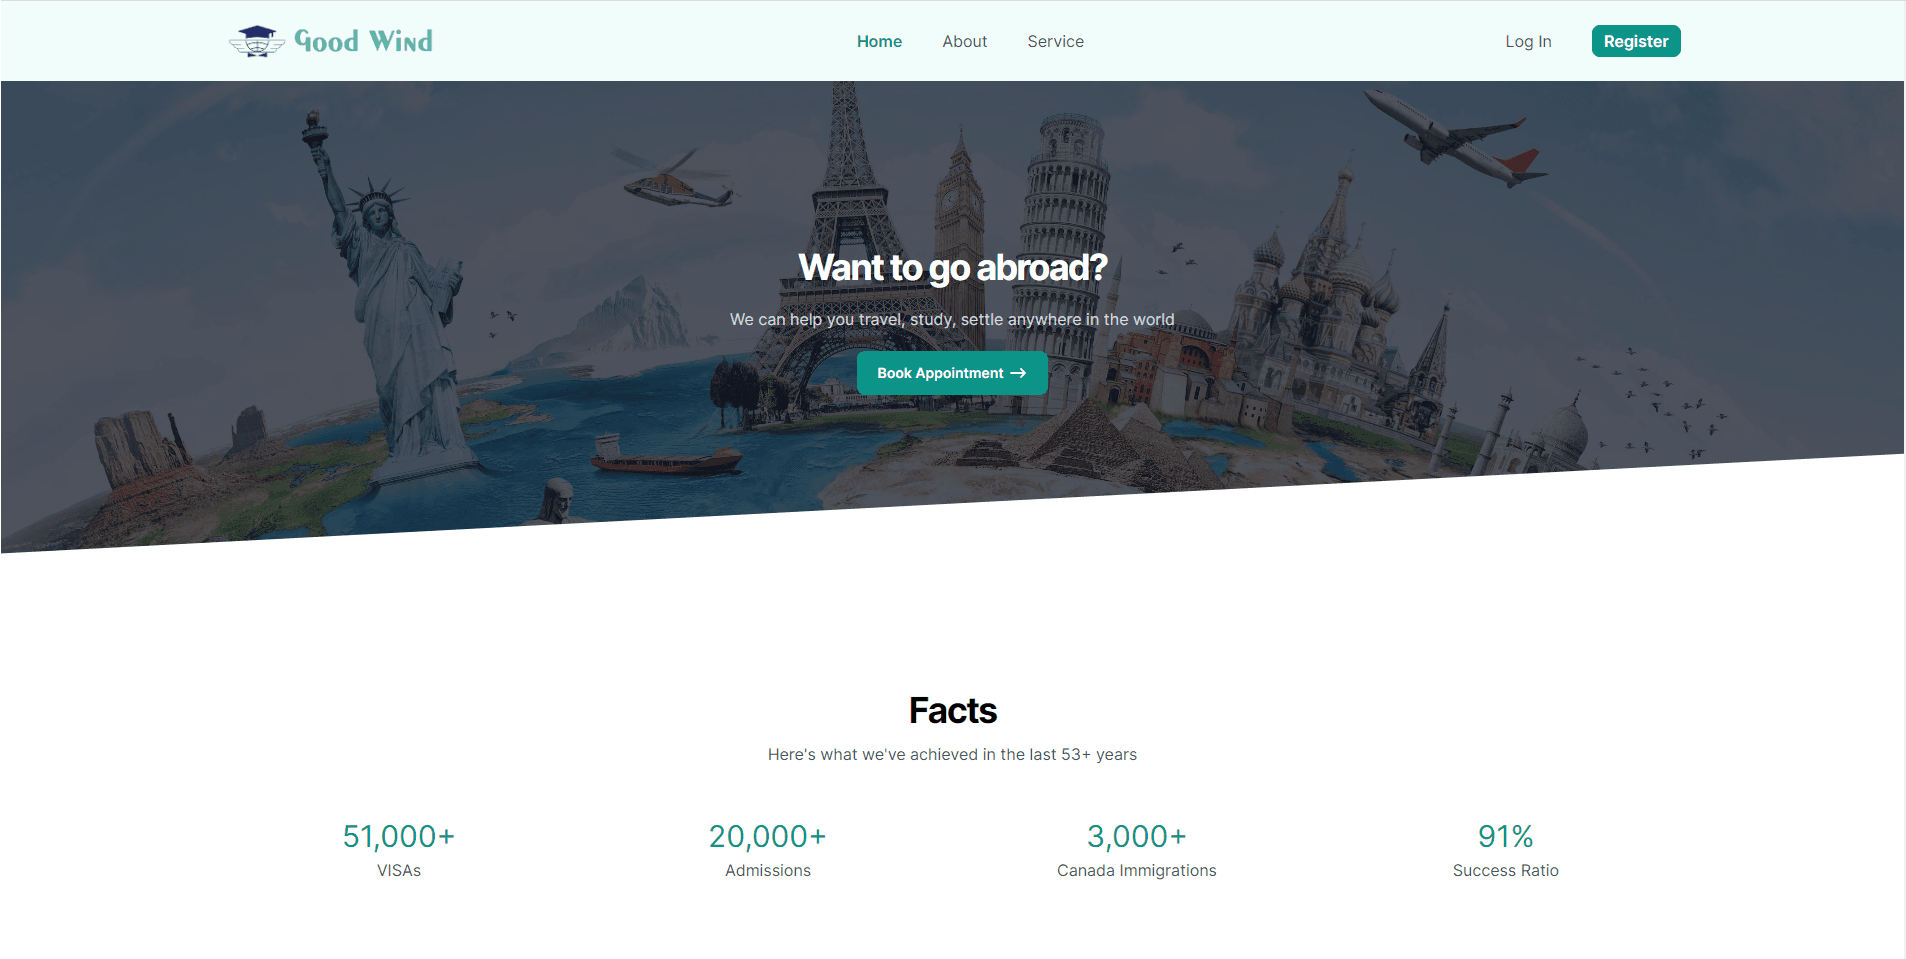 Good Wind
Home About Service
Log In Register
Want to go abroad?
We can help you travel, study, settle anywhere in the world
Book Appointment →
Facts
Here's what we've achieved in the last 53+ years
51,000+ 20,000+ 3,000+ 91%
VISAs Admissions Canada Immigrations Success Ratio